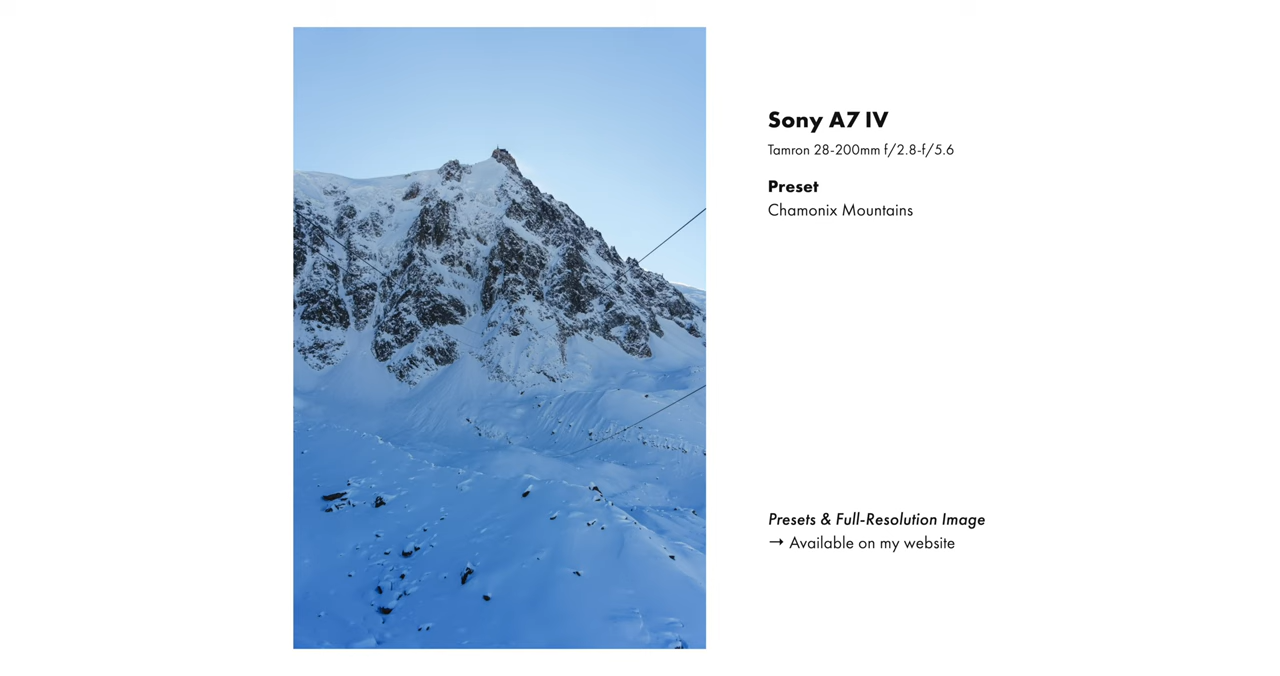 Sony A7 IV
Tamron 28-200mm f/2.8-f/5.6
Preset
Chamonix Mountains
Presets & Full-Resolution Image
→ Available on my website